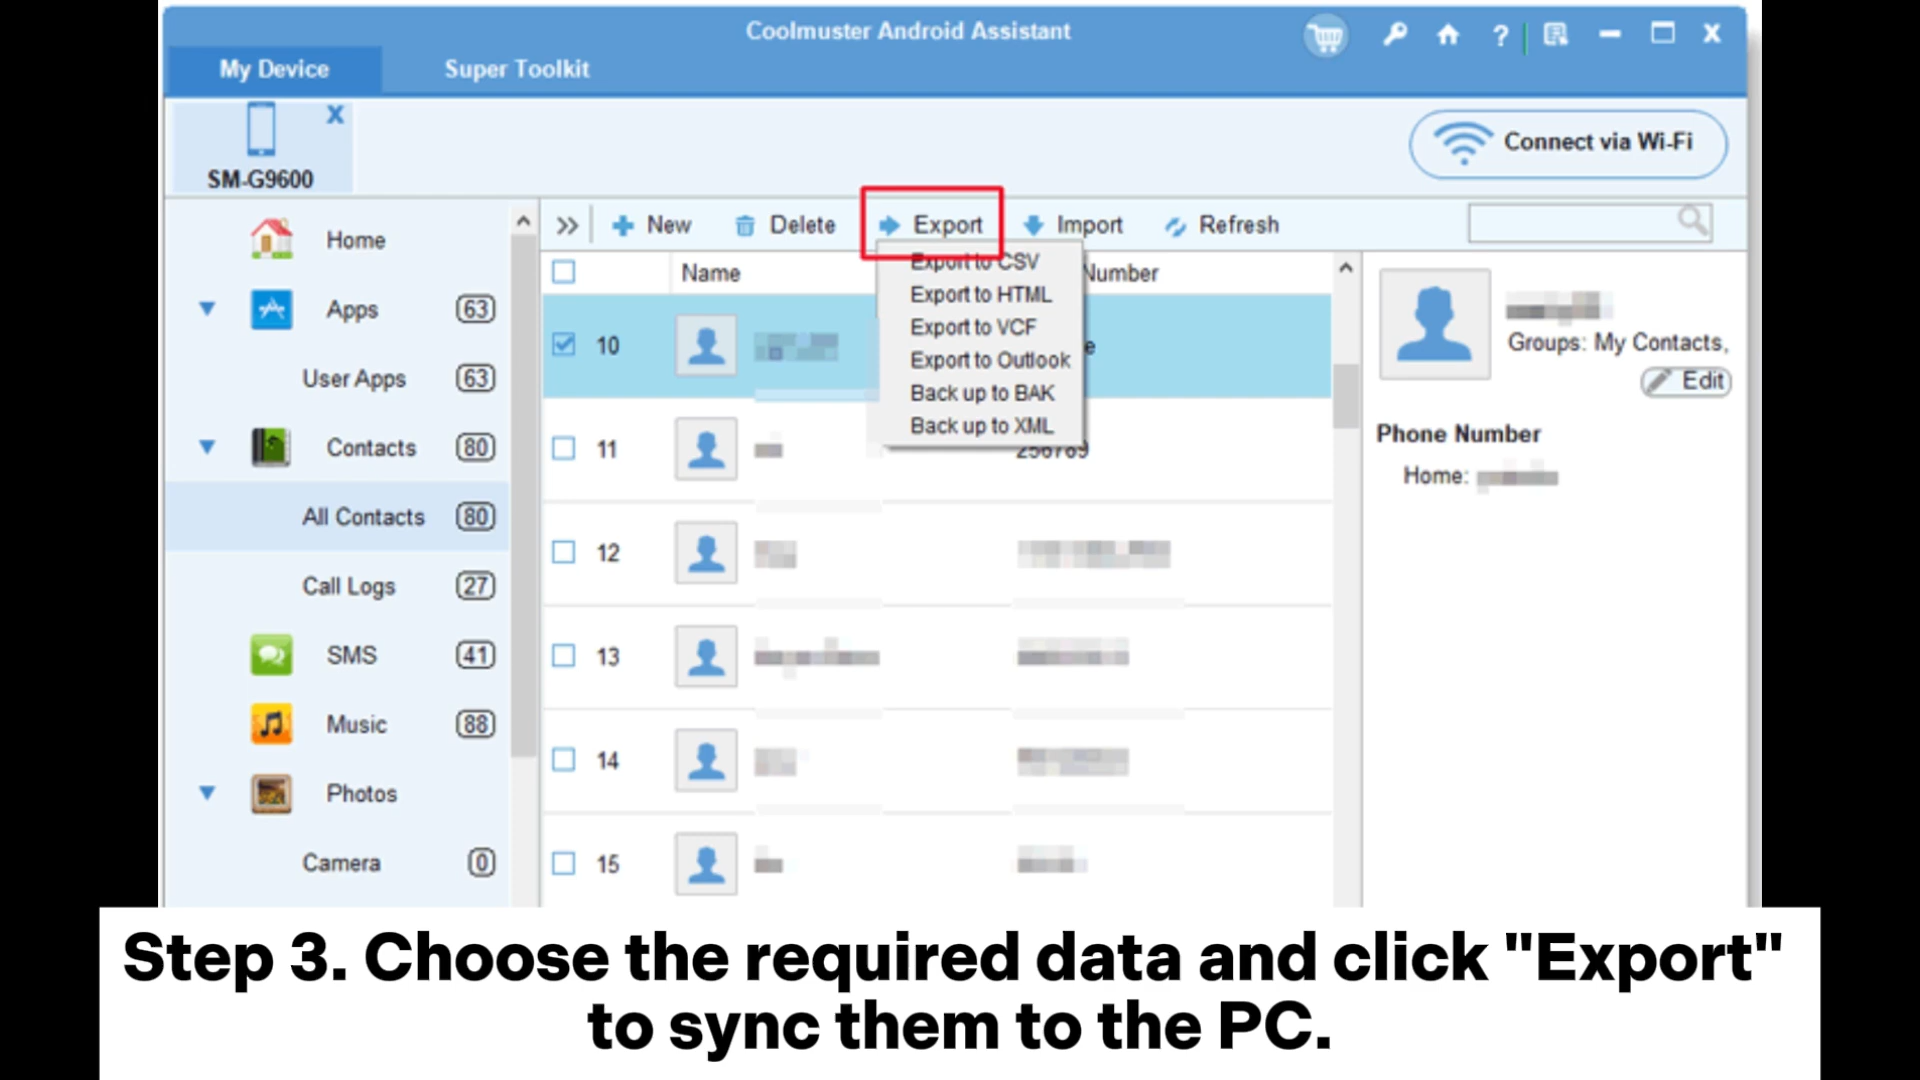 Coolmuster Android Assistant
My Device
Super Toolkit
SM-G9600
Connect via Wi-Fi
New
Delete
Export
Import
Refresh
Home
Apps 63
User Apps 63
Contacts 80
All Contacts 80
Call Logs 27
SMS 41
Music 88
Photos
Camera 0
Name
Number
Export to CSV
Export to HTML
Export to VCF
Export to Outlook
Back up to BAK
Back up to XML
10
11 256789
12
13
14
15
Groups: My Contacts,
Edit
Phone Number
Home:
Step 3. Choose the required data and click "Export"
to sync them to the PC.